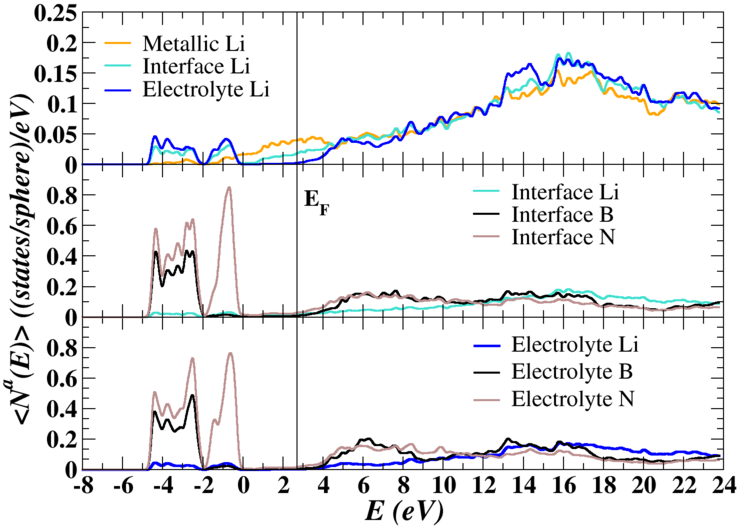 0.25
0.2
0.15
0.1
0.05
0
Metallic Li
Interface Li
Electrolyte Li
0.8
0.6
0.4
0.2
0
E_F
Interface Li
Interface B
Interface N
0.8
0.6
0.4
0.2
0
Electrolyte Li
Electrolyte B
Electrolyte N
-8 -6 -4 -2 0 2 4 6 8 10 12 14 16 18 20 22 24
E (eV)
<N^a(E)> ((states/sphere)/eV)